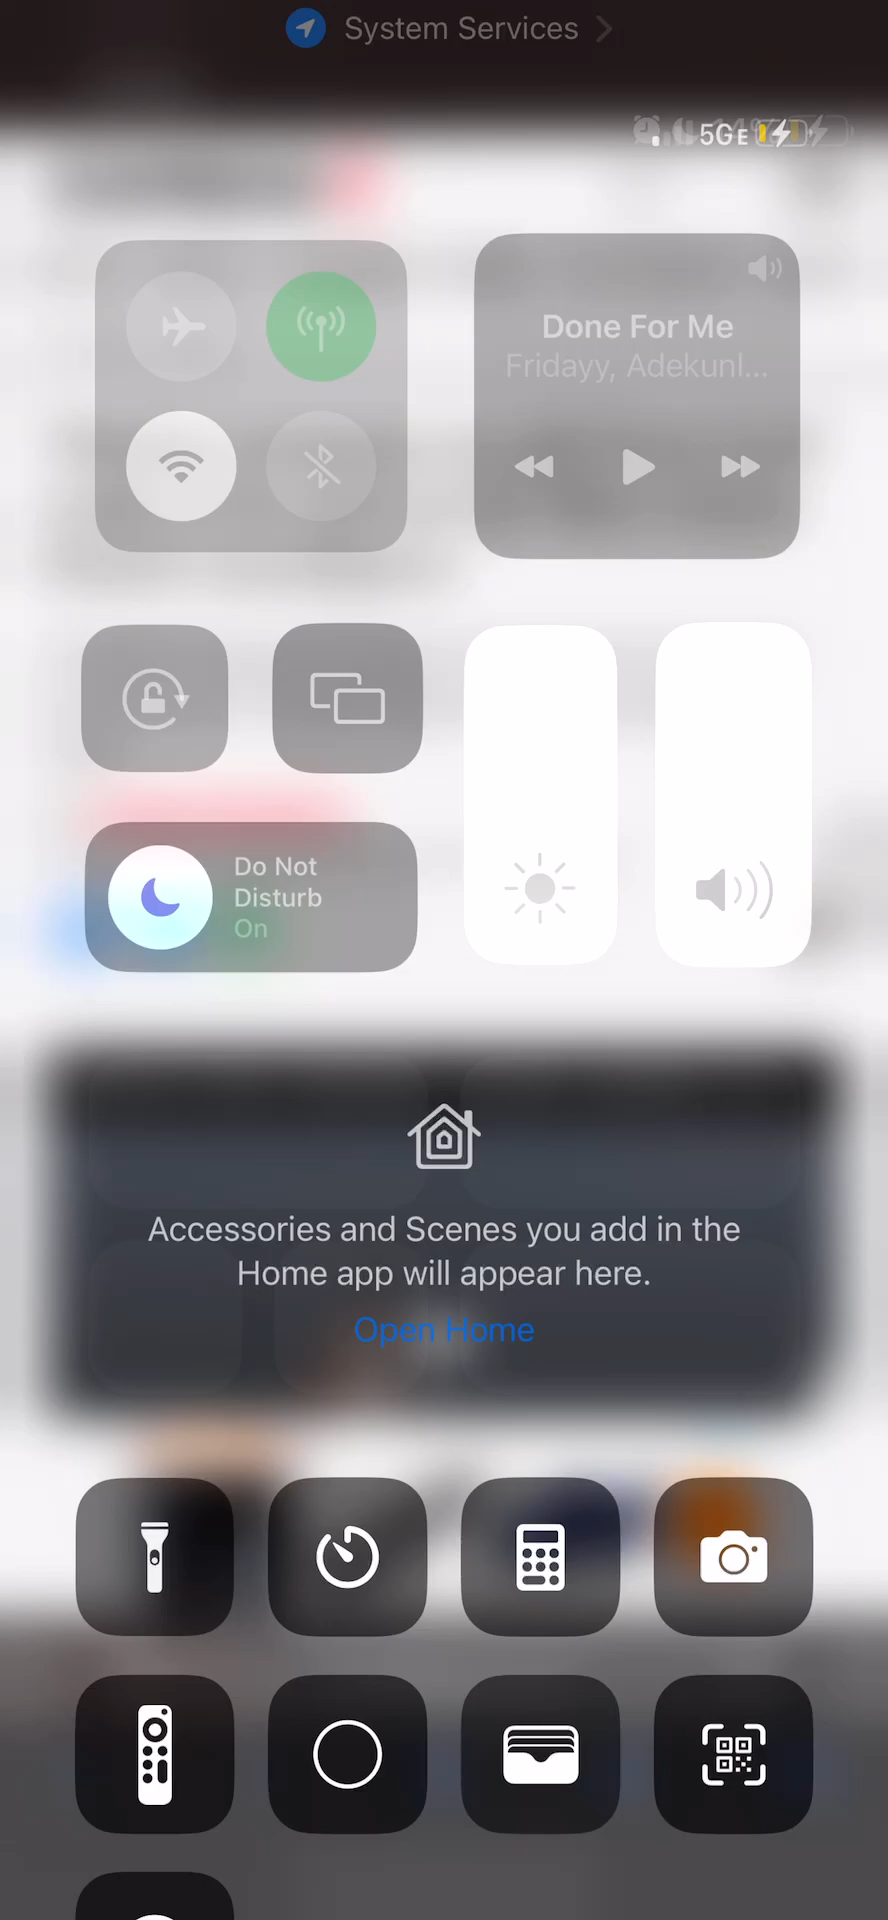 System Services
5GE
Done For Me
Fridayy, Adekunl...
Do Not
Disturb
On
Accessories and Scenes you add in the
Home app will appear here.
Open Home